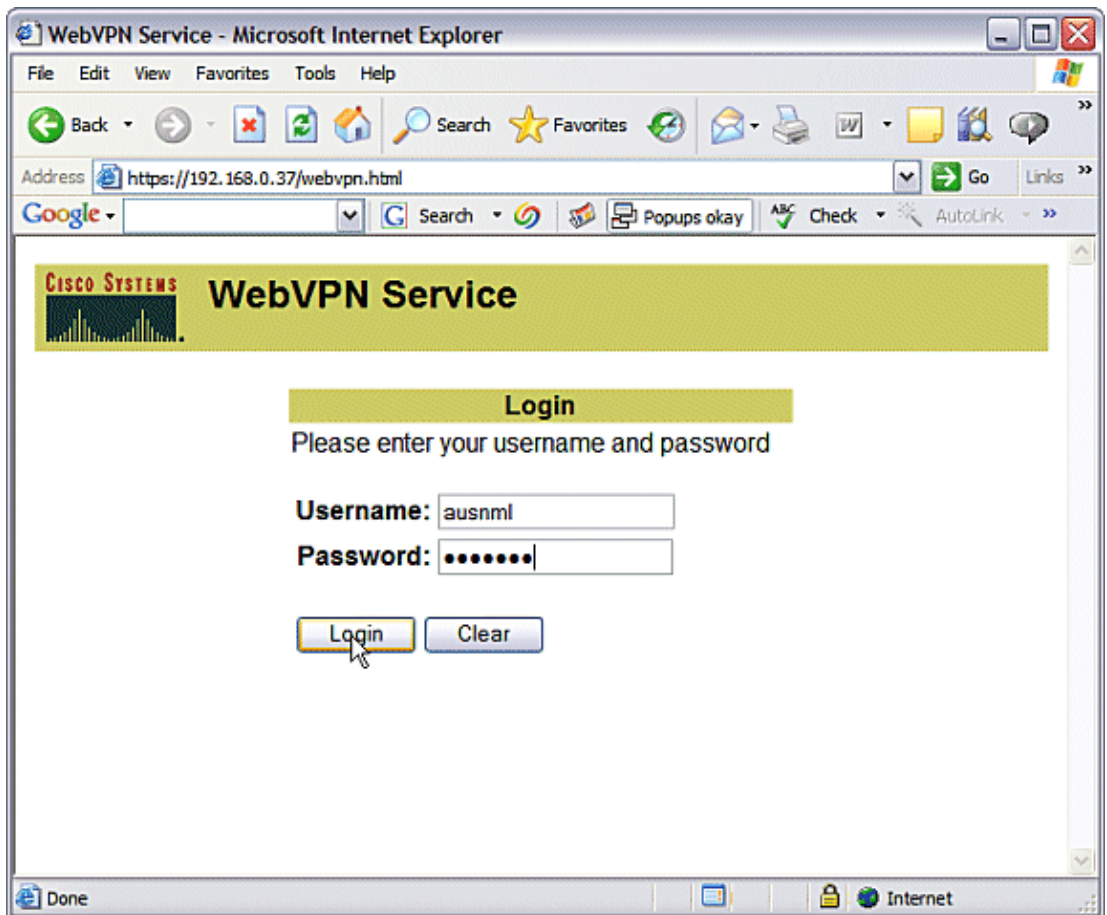 WebVPN Service - Microsoft Internet Explorer
File Edit View Favorites Tools Help
Back Search Favorites W
Address https://192.168.0.37/webvpn.html Go Links »
Google G Search Popups okay ABC Check AutoLink »
CISCO SYSTEMS WebVPN Service
Login
Please enter your username and password
Username: ausnml
Password: •••••••
Login Clear
Done Internet